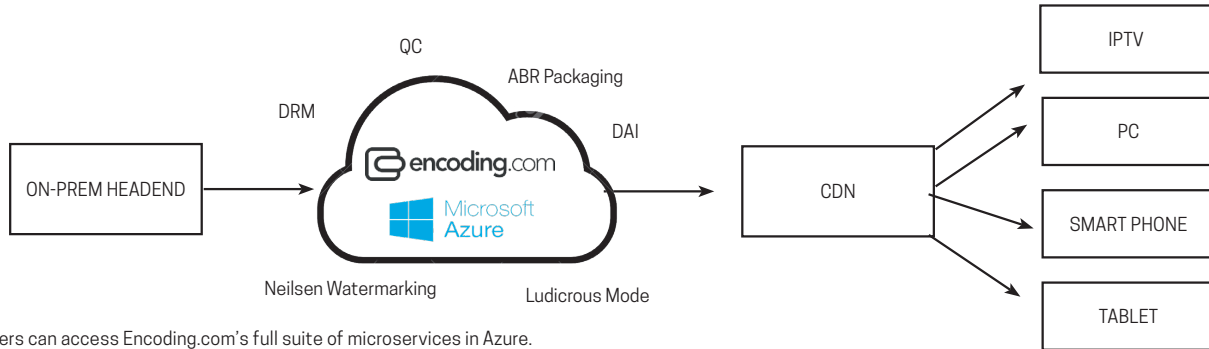 QC
ABR Packaging
DRM
DAI
IPTV
PC
ON-PREM HEADEND
encoding.com
Microsoft
Azure
CDN
SMART PHONE
TABLET
Neilsen Watermarking
Ludicrous Mode
ers can access Encoding.com's full suite of microservices in Azure.